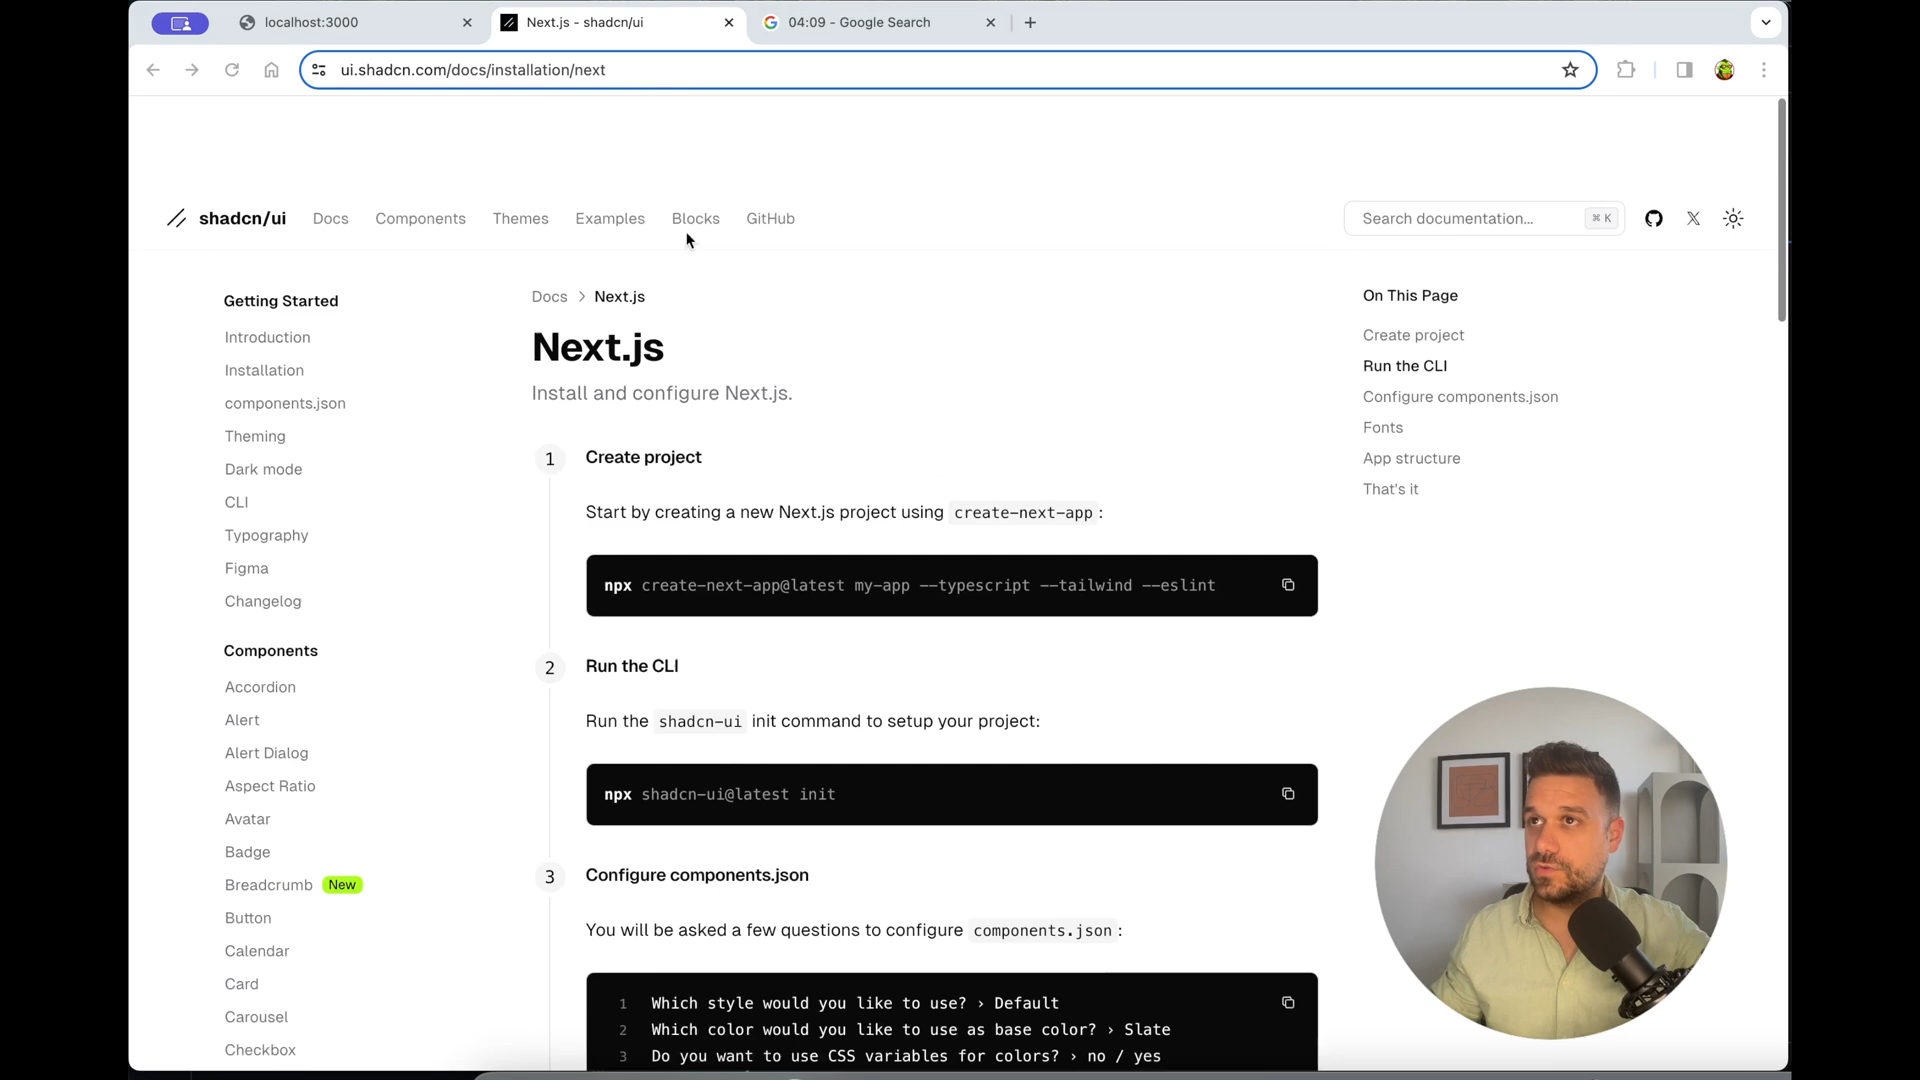 localhost:3000
Next.js - shadcn/ui
04:09 - Google Search
ui.shadcn.com/docs/installation/next
shadcn/ui
Docs
Components
Themes
Examples
Blocks
GitHub
Search documentation...
⌘ K
Getting Started
Introduction
Installation
components.json
Theming
Dark mode
CLI
Typography
Figma
Changelog
Components
Accordion
Alert
Alert Dialog
Aspect Ratio
Avatar
Badge
Breadcrumb New
Button
Calendar
Card
Carousel
Checkbox
Docs > Next.js
Next.js
Install and configure Next.js.
1 Create project
Start by creating a new Next.js project using create-next-app:
npx create-next-app@latest my-app --typescript --tailwind --eslint
2 Run the CLI
Run the shadcn-ui init command to setup your project:
npx shadcn-ui@latest init
3 Configure components.json
You will be asked a few questions to configure components.json:
1 Which style would you like to use? › Default
2 Which color would you like to use as base color? › Slate
3 Do you want to use CSS variables for colors? › no / yes
On This Page
Create project
Run the CLI
Configure components.json
Fonts
App structure
That's it